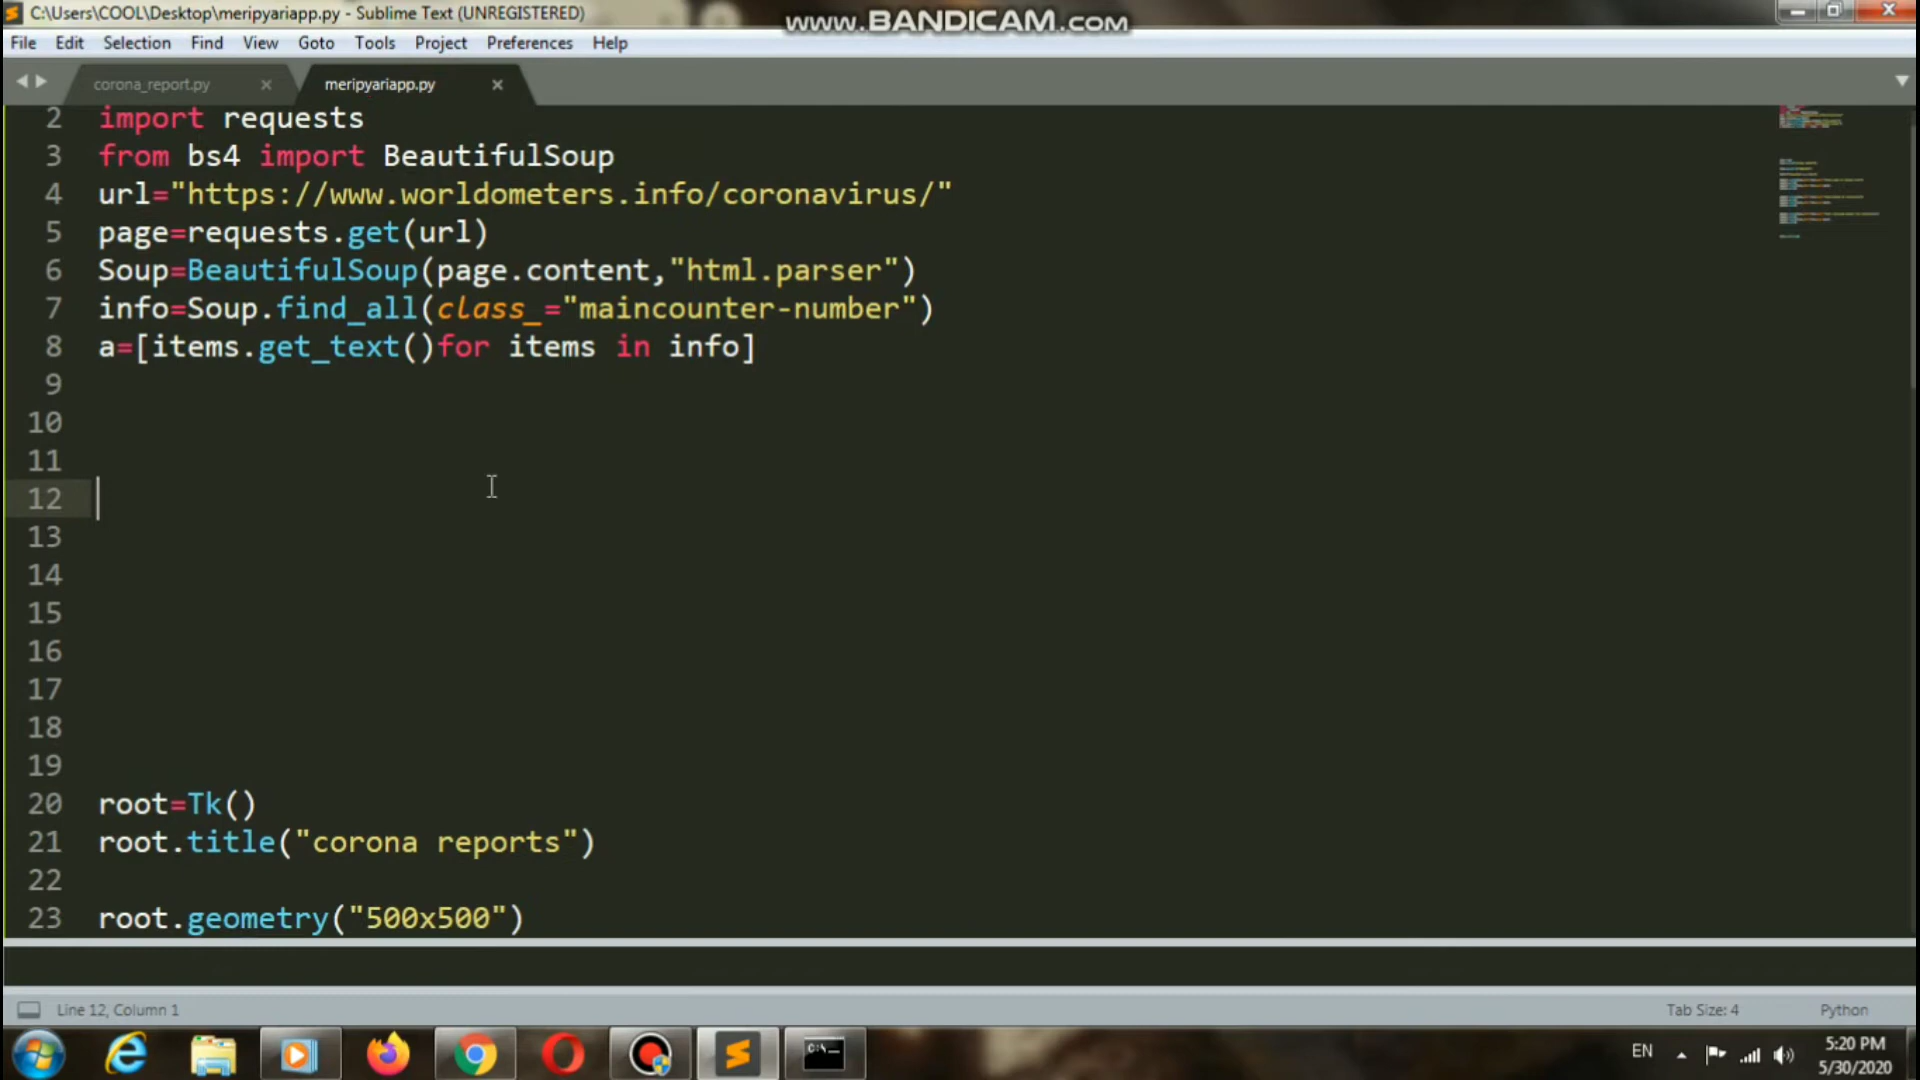 C:\Users\COOL\Desktop\meripyariapp.py - Sublime Text (UNREGISTERED)
www.BANDICAM.com
File Edit Selection Find View Goto Tools Project Preferences Help
corona_report.py × meripyariapp.py ×
2 import requests
3 from bs4 import BeautifulSoup
4 url="https://www.worldometers.info/coronavirus/"
5 page=requests.get(url)
6 Soup=BeautifulSoup(page.content,"html.parser")
7 info=Soup.find_all(class_="maincounter-number")
8 a=[items.get_text()for items in info]
9
10
11
12
13
14
15
16
17
18
19
20 root=Tk()
21 root.title("corona reports")
22
23 root.geometry("500x500")
Line 12, Column 1 Tab Size: 4 Python
C:\_
EN 5:20 PM
5/30/2020